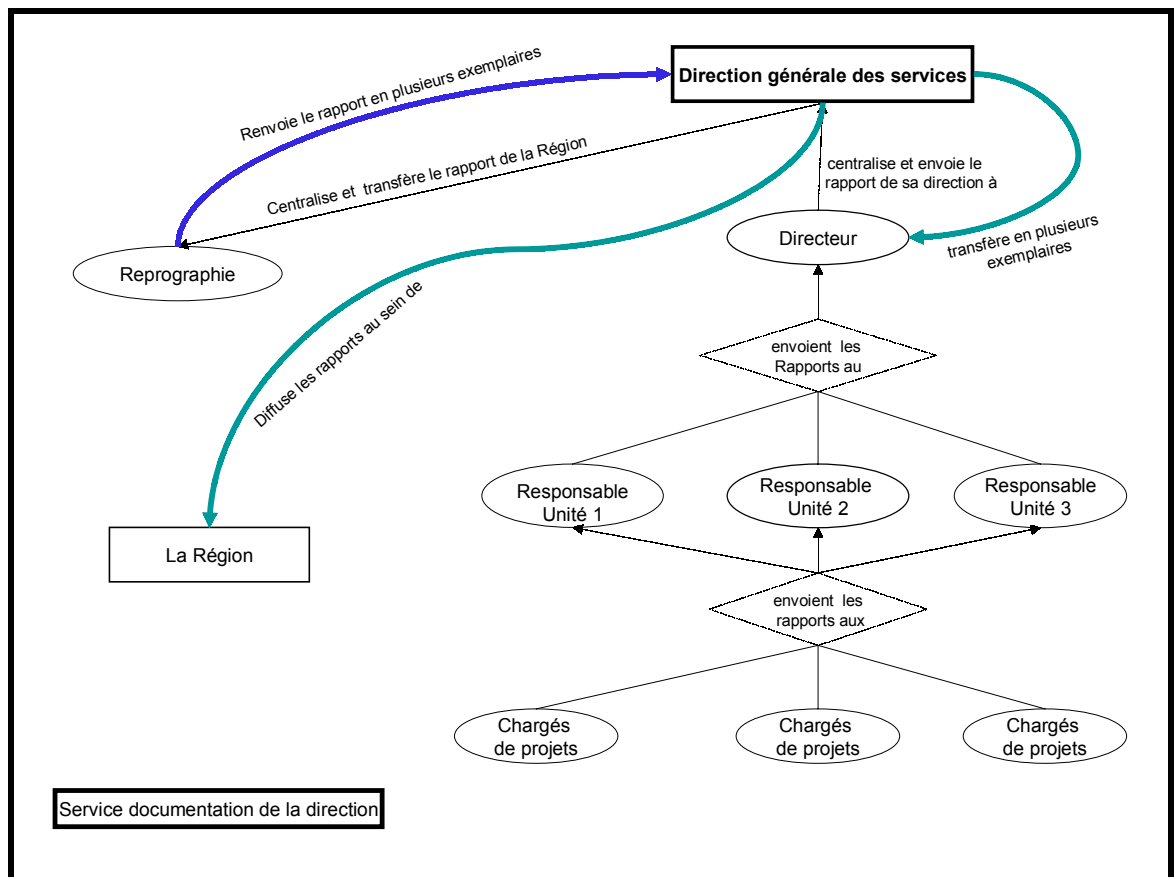 Direction générale des services
Renvoie le rapport en plusieurs exemplaires
Centralise et transfère le rapport de la Région
centralise et envoie le
rapport de sa direction à
transfère en plusieurs
exemplaires
Directeur
Reprographie
Diffuse les rapports au sein de
envoient les
Rapports au
Responsable
Unité 1
Responsable
Unité 2
Responsable
Unité 3
La Région
envoient les
rapports aux
Chargés
de projets
Chargés
de projets
Chargés
de projets
Service documentation de la direction